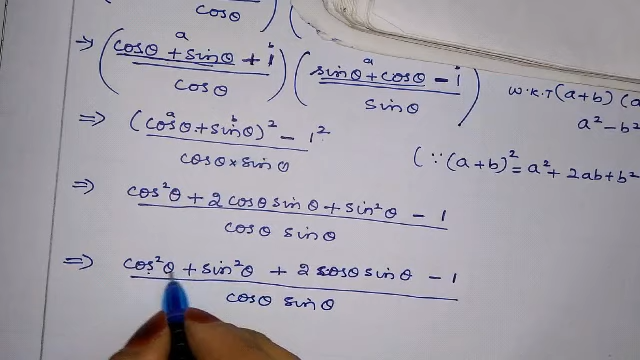 cosθ
⇒ (cosθ + sinθ + 1 / cosθ) (sinθ + cosθ - 1 / sinθ)
a b a i
W.K.T (a+b) (a
a² - b²
⇒ (cosθ + sinθ)² - 1² / cosθ × sinθ
a b
(∵ (a+b)² = a² + 2ab + b²
⇒ cos²θ + 2 cosθ sinθ + sin²θ - 1 / cosθ sinθ
⇒ cos²θ + sin²θ + 2 cosθ sinθ - 1 / cosθ sinθ